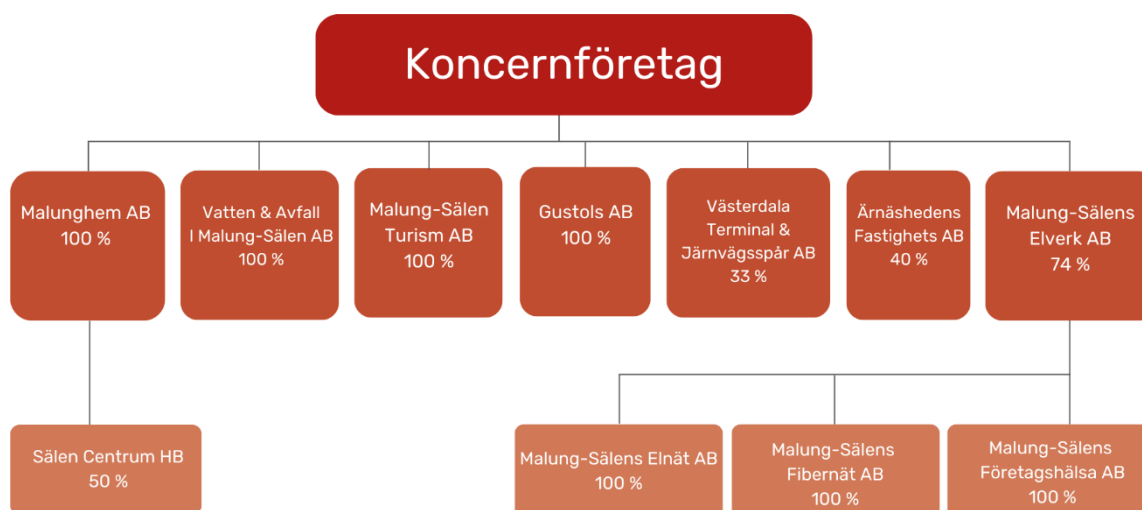 Koncernföretag
Malunghem AB
100 %
Vatten & Avfall
I Malung-Sälen AB
100 %
Malung-Sälen
Turism AB
100 %
Gustols AB
100 %
Västerdala
Terminal &
Järnvägsspår AB
33 %
Ärnäshedens
Fastighets AB
40 %
Malung-Sälens
Elverk AB
74 %
Sälen Centrum HB
50 %
Malung-Sälens Elnät AB
100 %
Malung-Sälens
Fibernät AB
100 %
Malung-Sälens
Företagshälsa AB
100 %